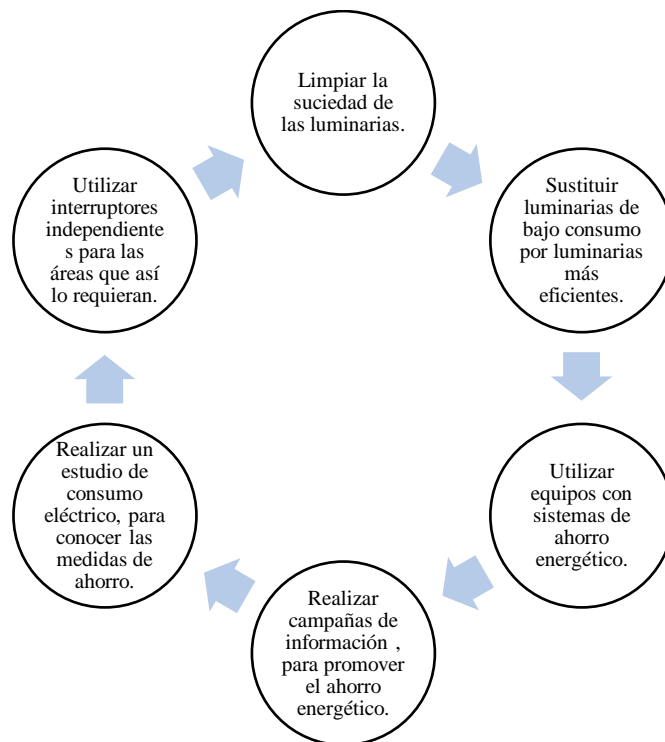 Limpiar la
suciedad de
las luminarias.
Sustituir
luminarias de
bajo consumo
por luminarias
más
eficientes.
Utilizar
equipos con
sistemas de
ahorro
energético.
Realizar
campañas de
información ,
para promover
el ahorro
energético.
Realizar un
estudio de
consumo
eléctrico, para
conocer las
medidas de
ahorro.
Utilizar
interruptores
independiente
s para las
áreas que así
lo requieran.